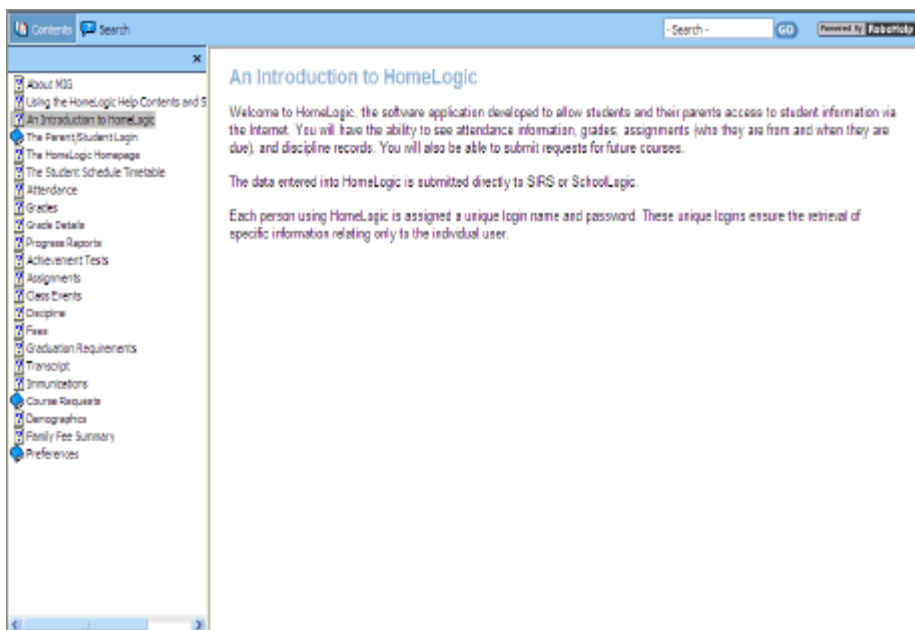 Contents Search
- Search - GO Powered By RoboHelp
×
About MIG
Using the HomeLogic Help Contents and S
An Introduction to HomeLogic
The Parent/Student Login
The HomeLogic Homepage
The Student Schedule Timetable
Attendance
Grades
Grade Details
Progress Reports
Achievement Tests
Assignments
Class Events
Discipline
Fees
Graduation Requirements
Transcript
Immunizations
Course Requests
Demographics
Family Fee Summary
Preferences
An Introduction to HomeLogic
Welcome to HomeLogic, the software application developed to allow students and their parents access to student information via
the Internet. You will have the ability to see attendance information, grades, assignments (who they are from and when they are
due), and discipline records. You will also be able to submit requests for future courses.
The data entered into HomeLogic is submitted directly to SIRS or SchoolLogic.
Each person using HomeLogic is assigned a unique login name and password. These unique logins ensure the retrieval of
specific information relating only to the individual user.